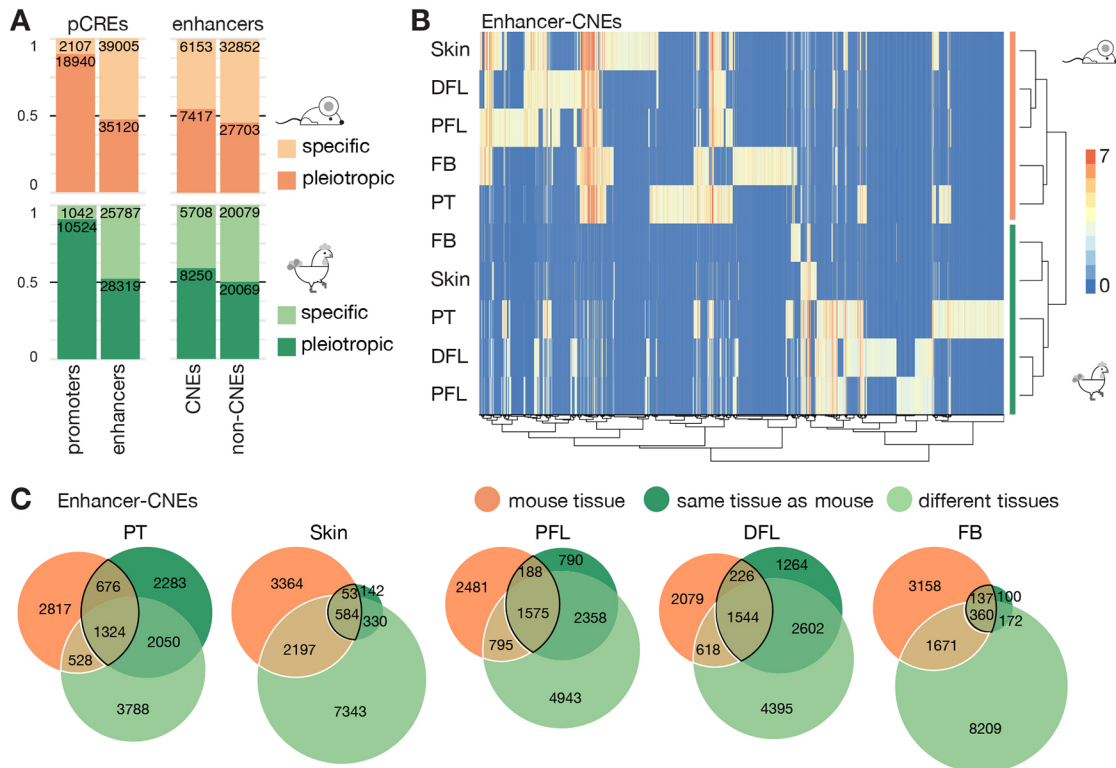 A
pCREs
enhancers
1
2107
39005
6153
32852
18940
0.5
35120
7417
27703
0
specific
pleiotropic
1
1042
25787
5708
20079
10524
0.5
28319
8250
20069
0
specific
pleiotropic
promoters
enhancers
CNEs
non-CNEs
B
Enhancer-CNEs
Skin
DFL
PFL
FB
PT
FB
Skin
PT
DFL
PFL
7
0
C
Enhancer-CNEs
mouse tissue
same tissue as mouse
different tissues
PT
2817
676
2283
1324
2050
528
3788
Skin
3364
53
142
584
330
2197
7343
PFL
2481
188
790
1575
2358
795
4943
DFL
2079
226
1264
1544
2602
618
4395
FB
3158
137
100
360
172
1671
8209